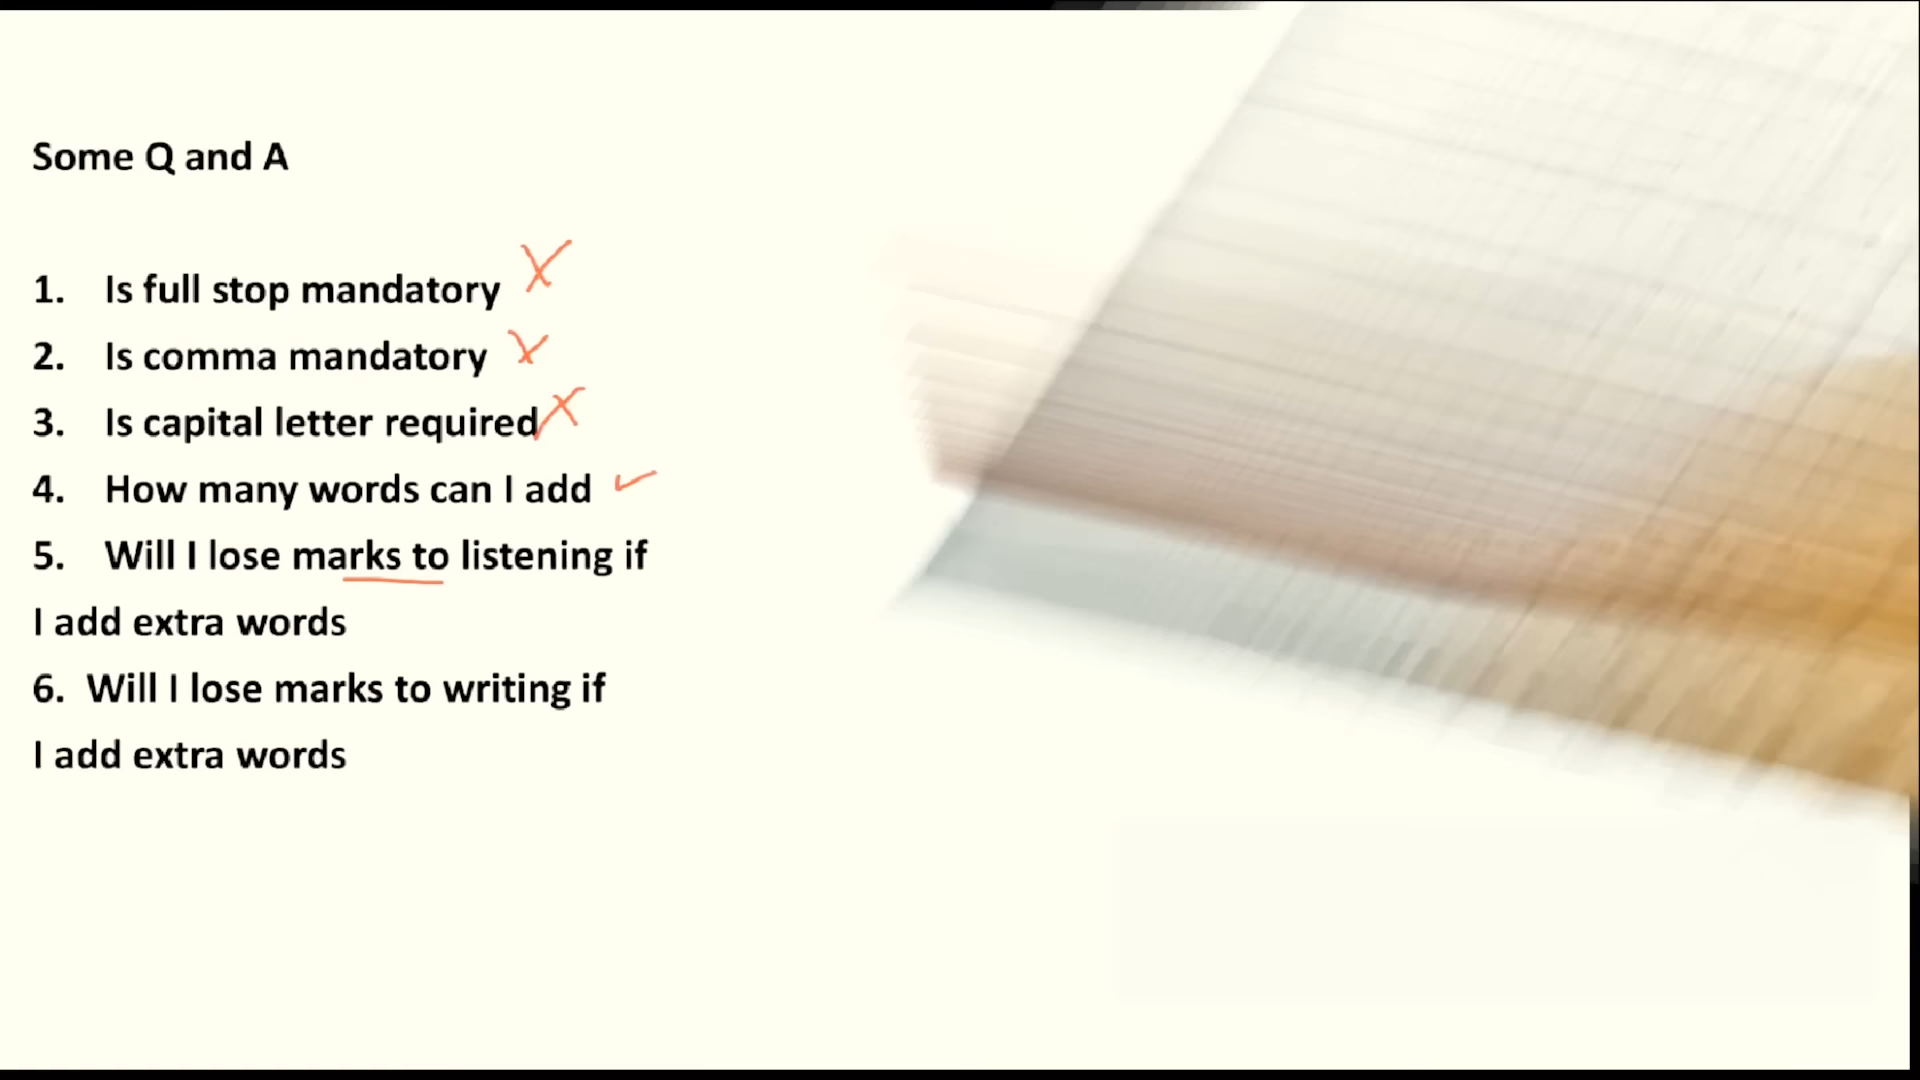 Some Q and A
1. Is full stop mandatory
2. Is comma mandatory
3. Is capital letter required
4. How many words can I add
5. Will I lose marks to listening if
I add extra words
6. Will I lose marks to writing if
I add extra words